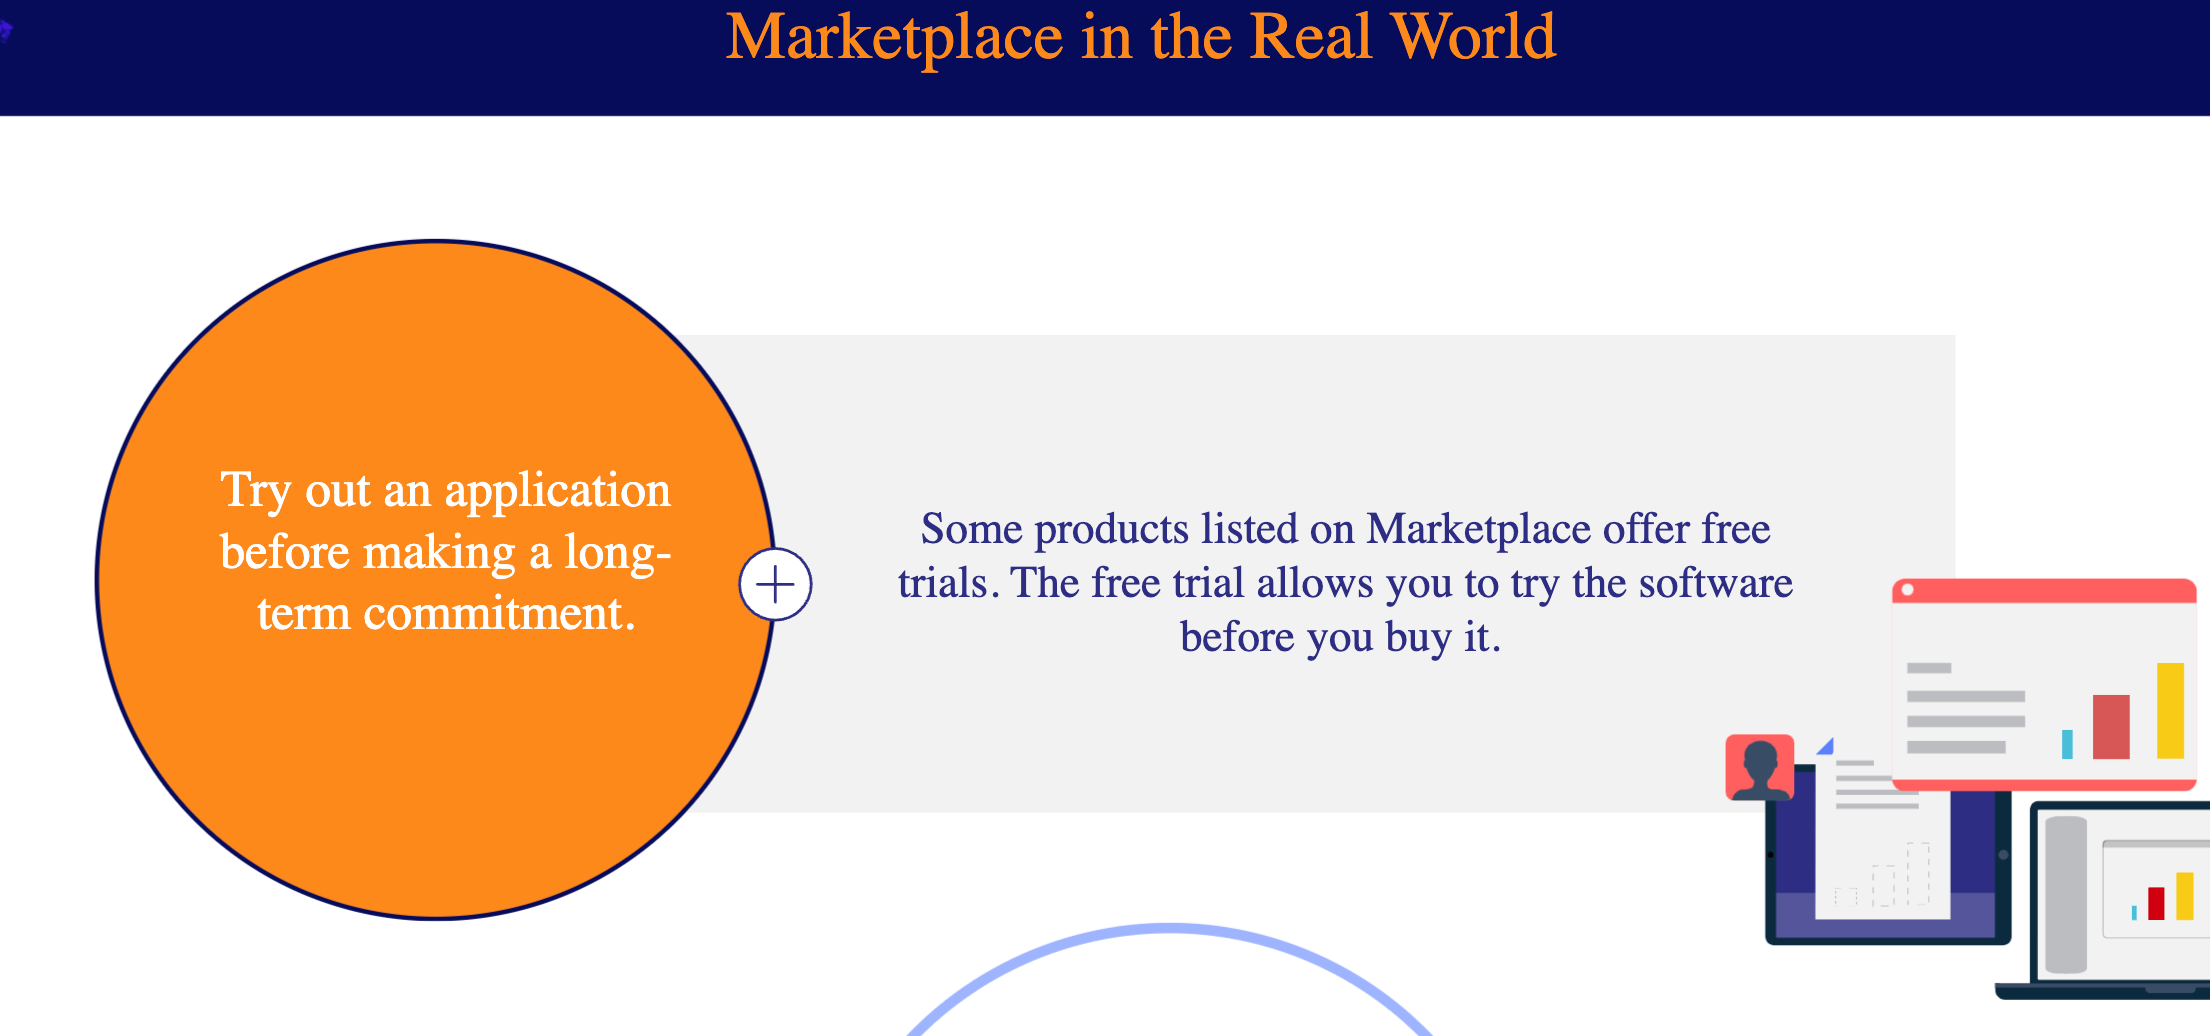 Marketplace in the Real World
Try out an application
before making a long-
term commitment.
Some products listed on Marketplace offer free
trials. The free trial allows you to try the software
before you buy it.